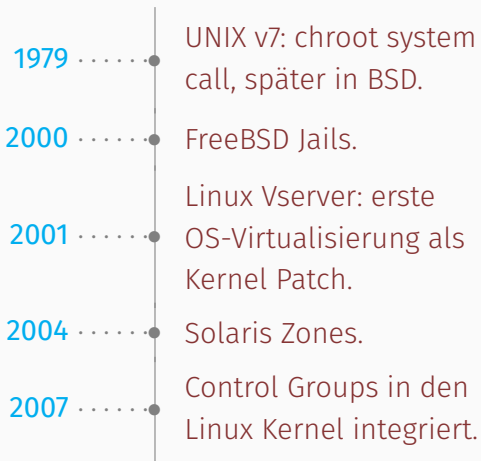 1979 UNIX v7: chroot system
call, später in BSD.
2000 FreeBSD Jails.
Linux Vserver: erste
2001 OS-Virtualisierung als
Kernel Patch.
2004 Solaris Zones.
Control Groups in den
2007 Linux Kernel integriert.